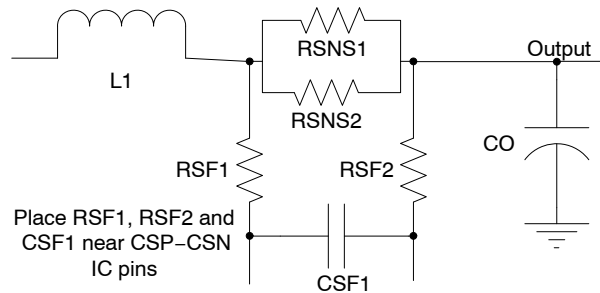 RSNS1
Output
L1
RSNS2
CO
RSF1
RSF2
Place RSF1, RSF2 and
CSF1 near CSP−CSN
IC pins
CSF1